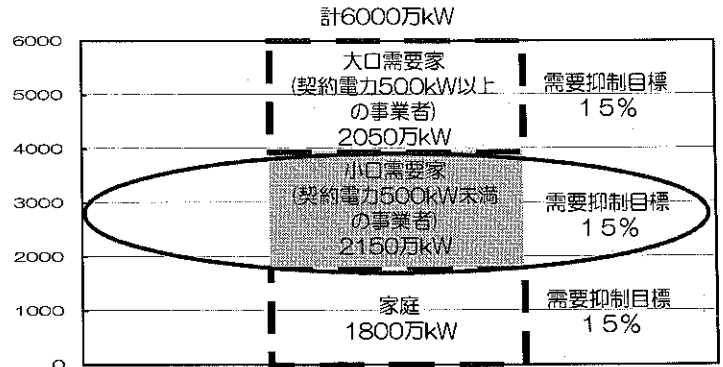 計6000万kW
6000
大口需要家
(契約電力500kW以上
の事業者)
2050万kW
需要抑制目標
15%
5000
4000
小口需要家
(契約電力500kW未満
の事業者)
2150万kW
需要抑制目標
15%
3000
2000
家庭
1800万kW
需要抑制目標
15%
1000
0